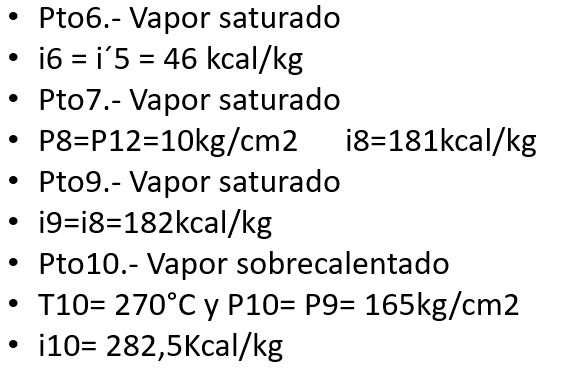 • Pto6.- Vapor saturado
• i6 = i´5 = 46 kcal/kg
• Pto7.- Vapor saturado
• P8=P12=10kg/cm2 i8=181kcal/kg
• Pto9.- Vapor saturado
• i9=i8=182kcal/kg
• Pto10.- Vapor sobrecalentado
• T10= 270°C y P10= P9= 165kg/cm2
• i10= 282,5Kcal/kg